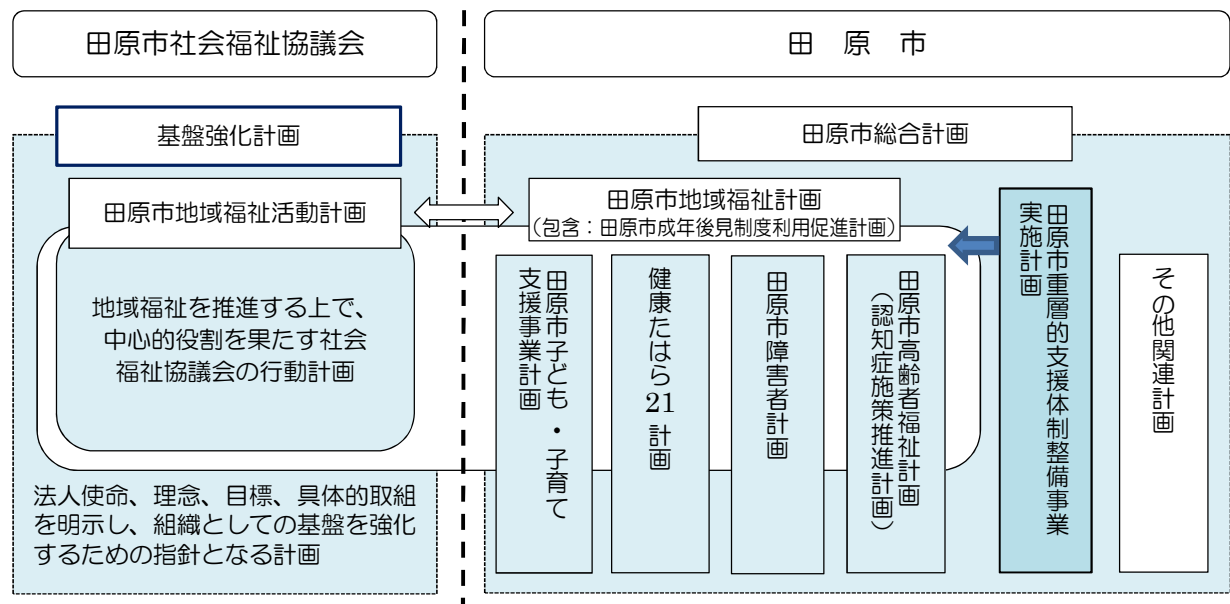 田原市社会福祉協議会
田 原 市
基盤強化計画
田原市地域福祉活動計画
地域福祉を推進する上で、
中心的役割を果たす社会
福祉協議会の行動計画
法人使命、理念、目標、具体的取組
を明示し、組織としての基盤を強化
するための指針となる計画
田原市総合計画
田原市地域福祉計画
（包含：田原市成年後見制度利用促進計画）
田原市子ども・子育て
支援事業計画
健康たはら21計画
田原市障害者計画
田原市高齢者福祉計画
（認知症施策推進計画）
田原市重層的支援体制整備事業
実施計画
その他関連計画